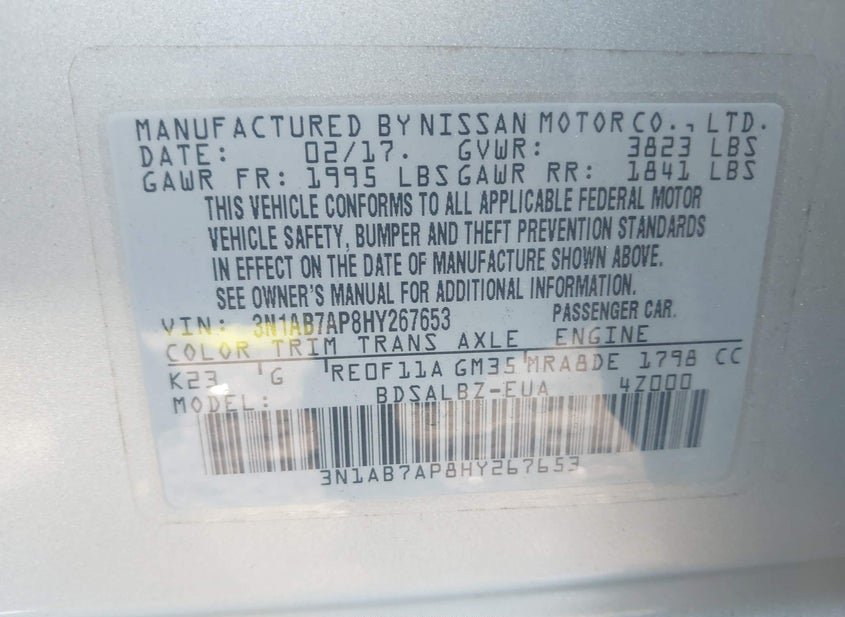 MANUFACTURED BY NISSAN MOTOR CO., LTD.
DATE: 02/17. GVWR: 3823 LBS
GAWR FR: 1995 LBS GAWR RR: 1841 LBS
THIS VEHICLE CONFORMS TO ALL APPLICABLE FEDERAL MOTOR
VEHICLE SAFETY, BUMPER AND THEFT PREVENTION STANDARDS
IN EFFECT ON THE DATE OF MANUFACTURE SHOWN ABOVE.
SEE OWNER'S MANUAL FOR ADDITIONAL INFORMATION.
VIN: 3N1AB7AP8HY267653 PASSENGER CAR.
COLOR TRIM TRANS AXLE ENGINE
K23 G RE0F11A GM35 MRA8DE 1798 CC
MODEL: BDSALBZ-EUA 4Z000
3N1AB7AP8HY267653